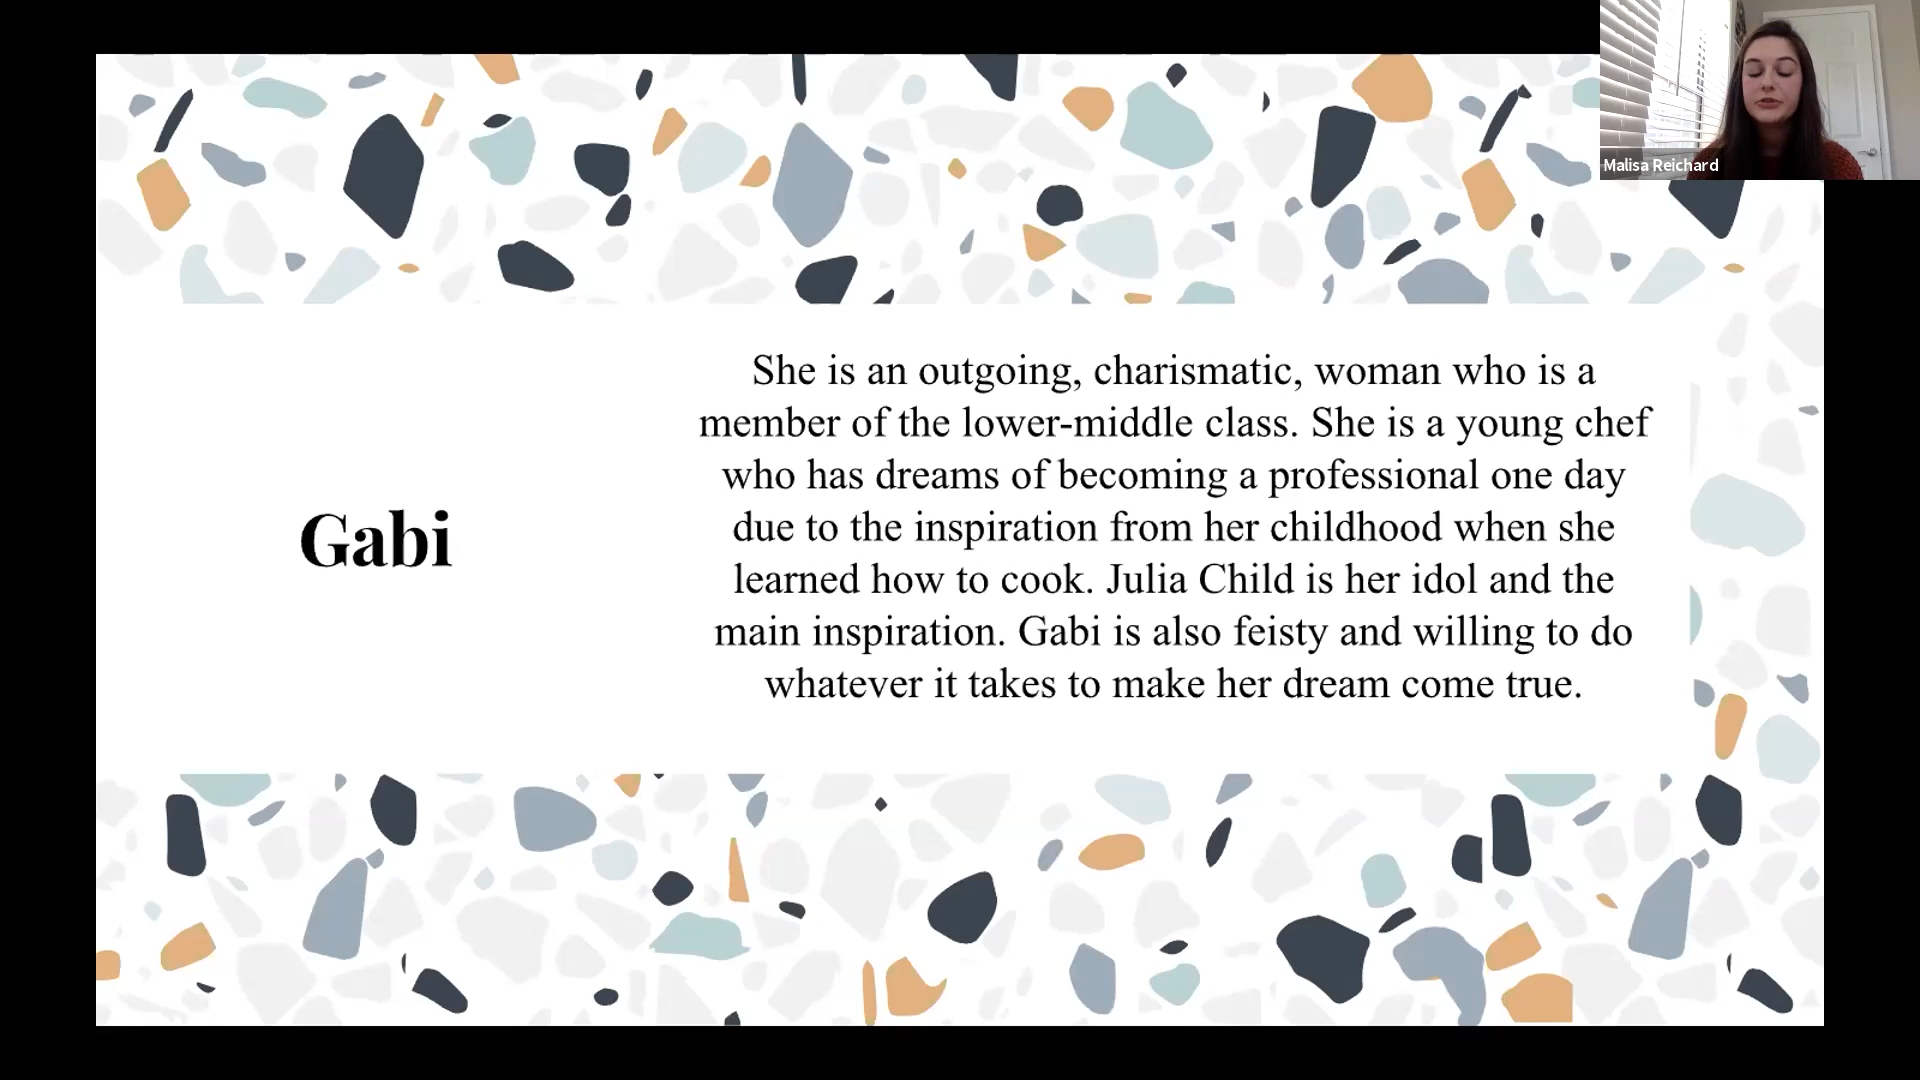 Malisa Reichard
Gabi
She is an outgoing, charismatic, woman who is a
member of the lower-middle class. She is a young chef
who has dreams of becoming a professional one day
due to the inspiration from her childhood when she
learned how to cook. Julia Child is her idol and the
main inspiration. Gabi is also feisty and willing to do
whatever it takes to make her dream come true.